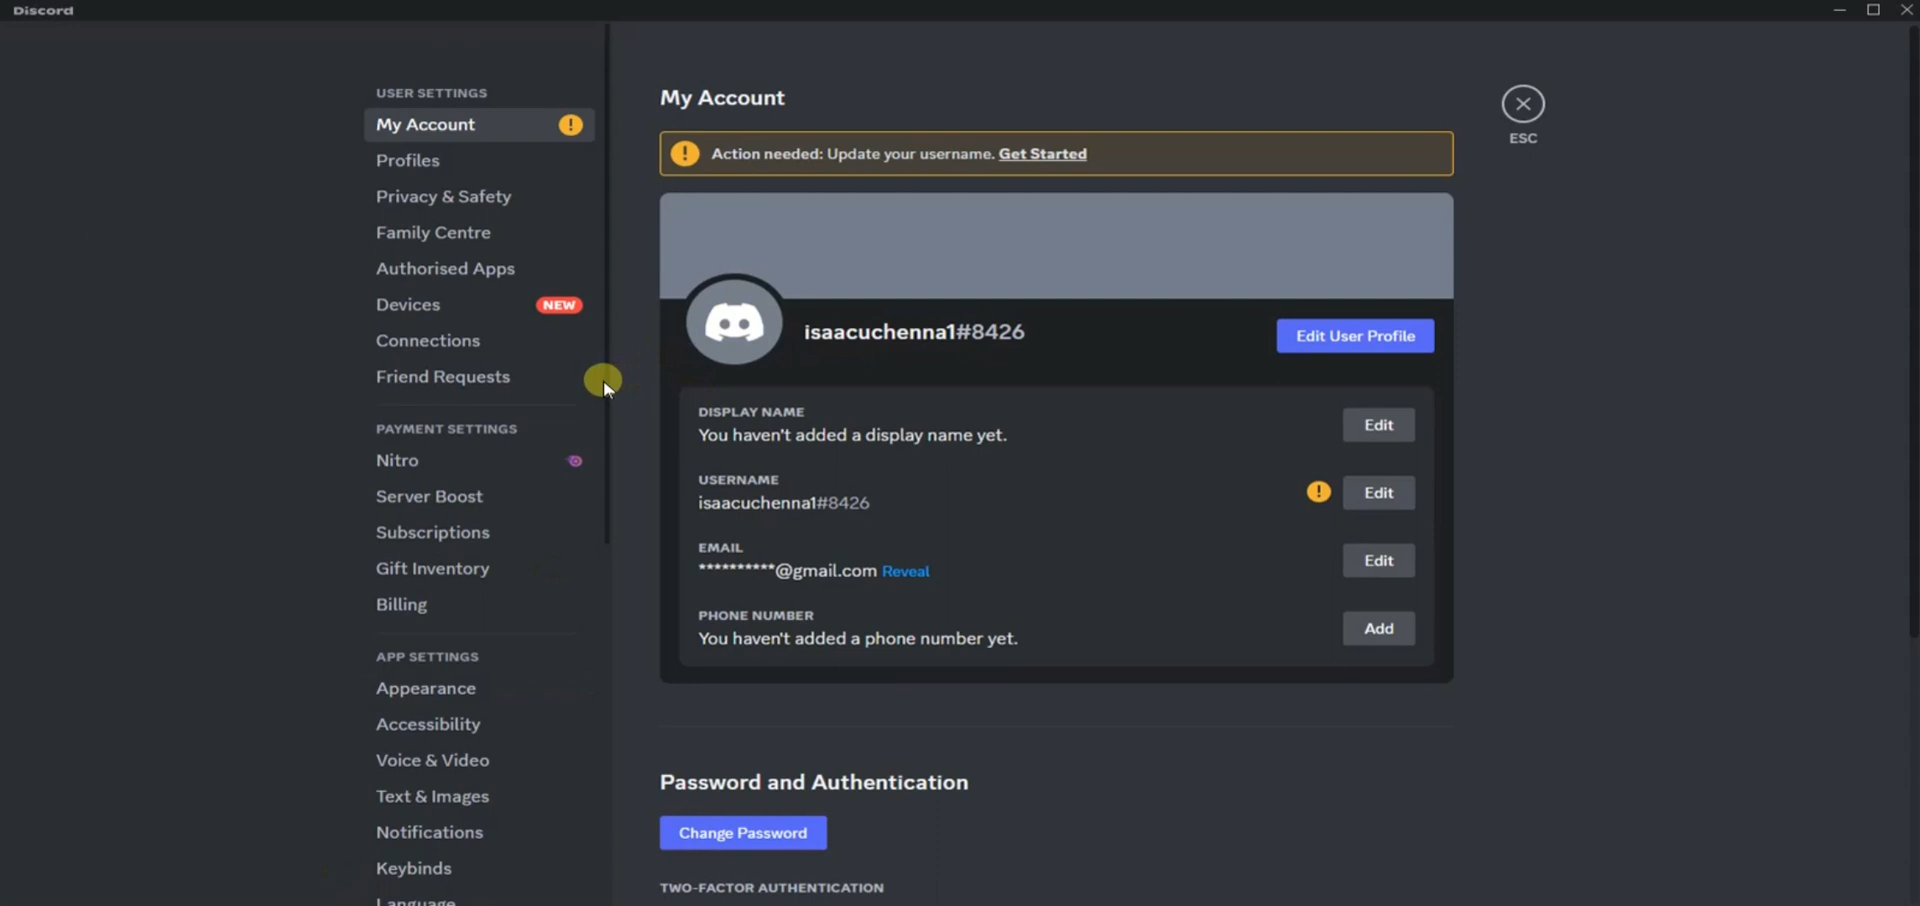 Discord
USER SETTINGS
My Account
Profiles
Privacy & Safety
Family Centre
Authorised Apps
Devices NEW
Connections
Friend Requests
PAYMENT SETTINGS
Nitro
Server Boost
Subscriptions
Gift Inventory
Billing
APP SETTINGS
Appearance
Accessibility
Voice & Video
Text & Images
Notifications
Keybinds
Language
My Account
ESC
Action needed: Update your username. Get Started
isaacuchenna1#8426
Edit User Profile
DISPLAY NAME
You haven't added a display name yet.
Edit
USERNAME
isaacuchenna1#8426
Edit
EMAIL
**********@gmail.com Reveal
Edit
PHONE NUMBER
You haven't added a phone number yet.
Add
Password and Authentication
Change Password
TWO-FACTOR AUTHENTICATION